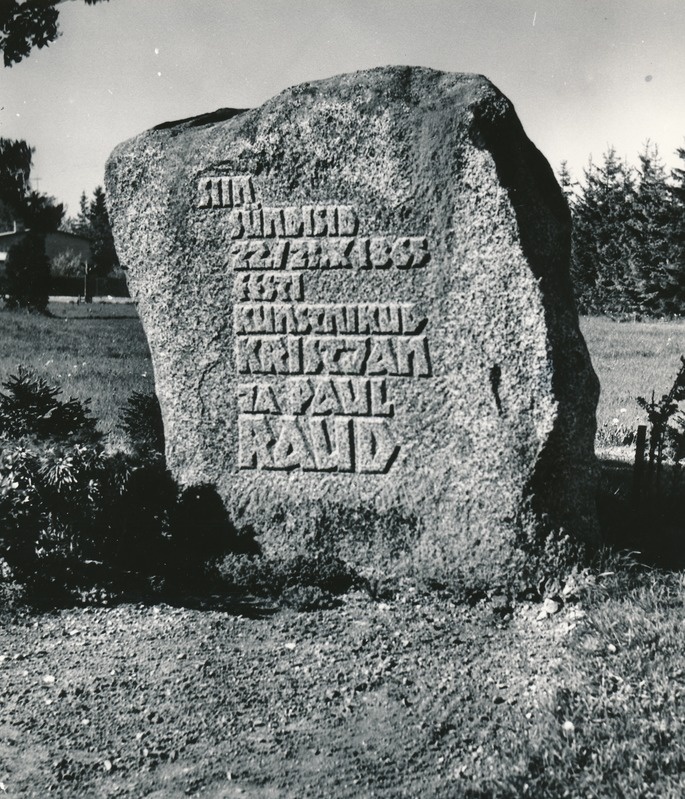 SIIN
SÜNDISID
22./23.X 1865
EESTI
KUNSTNIKUD
KRISTJAN
JA PAUL
RAUD